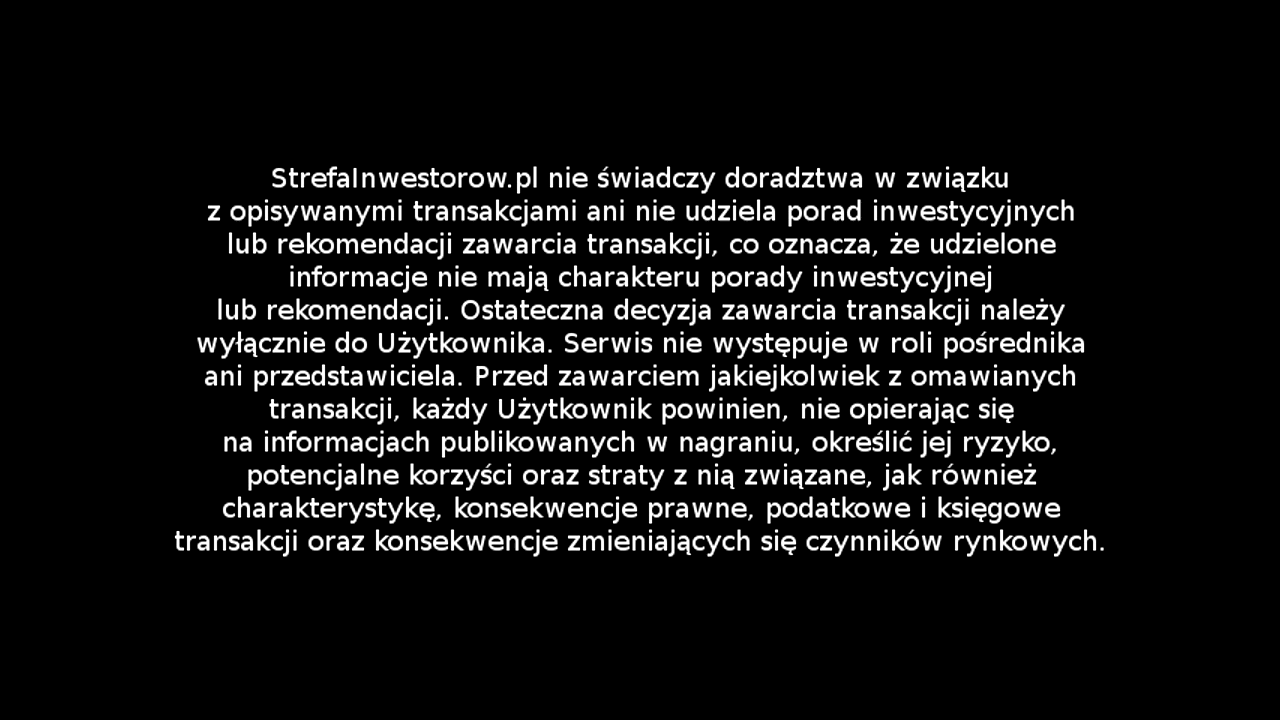 StrefaInwestorow.pl nie świadczy doradztwa w związku
z opisywanymi transakcjami ani nie udziela porad inwestycyjnych
lub rekomendacji zawarcia transakcji, co oznacza, że udzielone
informacje nie mają charakteru porady inwestycyjnej
lub rekomendacji. Ostateczna decyzja zawarcia transakcji należy
wyłącznie do Użytkownika. Serwis nie występuje w roli pośrednika
ani przedstawiciela. Przed zawarciem jakiejkolwiek z omawianych
transakcji, każdy Użytkownik powinien, nie opierając się
na informacjach publikowanych w nagraniu, określić jej ryzyko,
potencjalne korzyści oraz straty z nią związane, jak również
charakterystykę, konsekwencje prawne, podatkowe i księgowe
transakcji oraz konsekwencje zmieniających się czynników rynkowych.